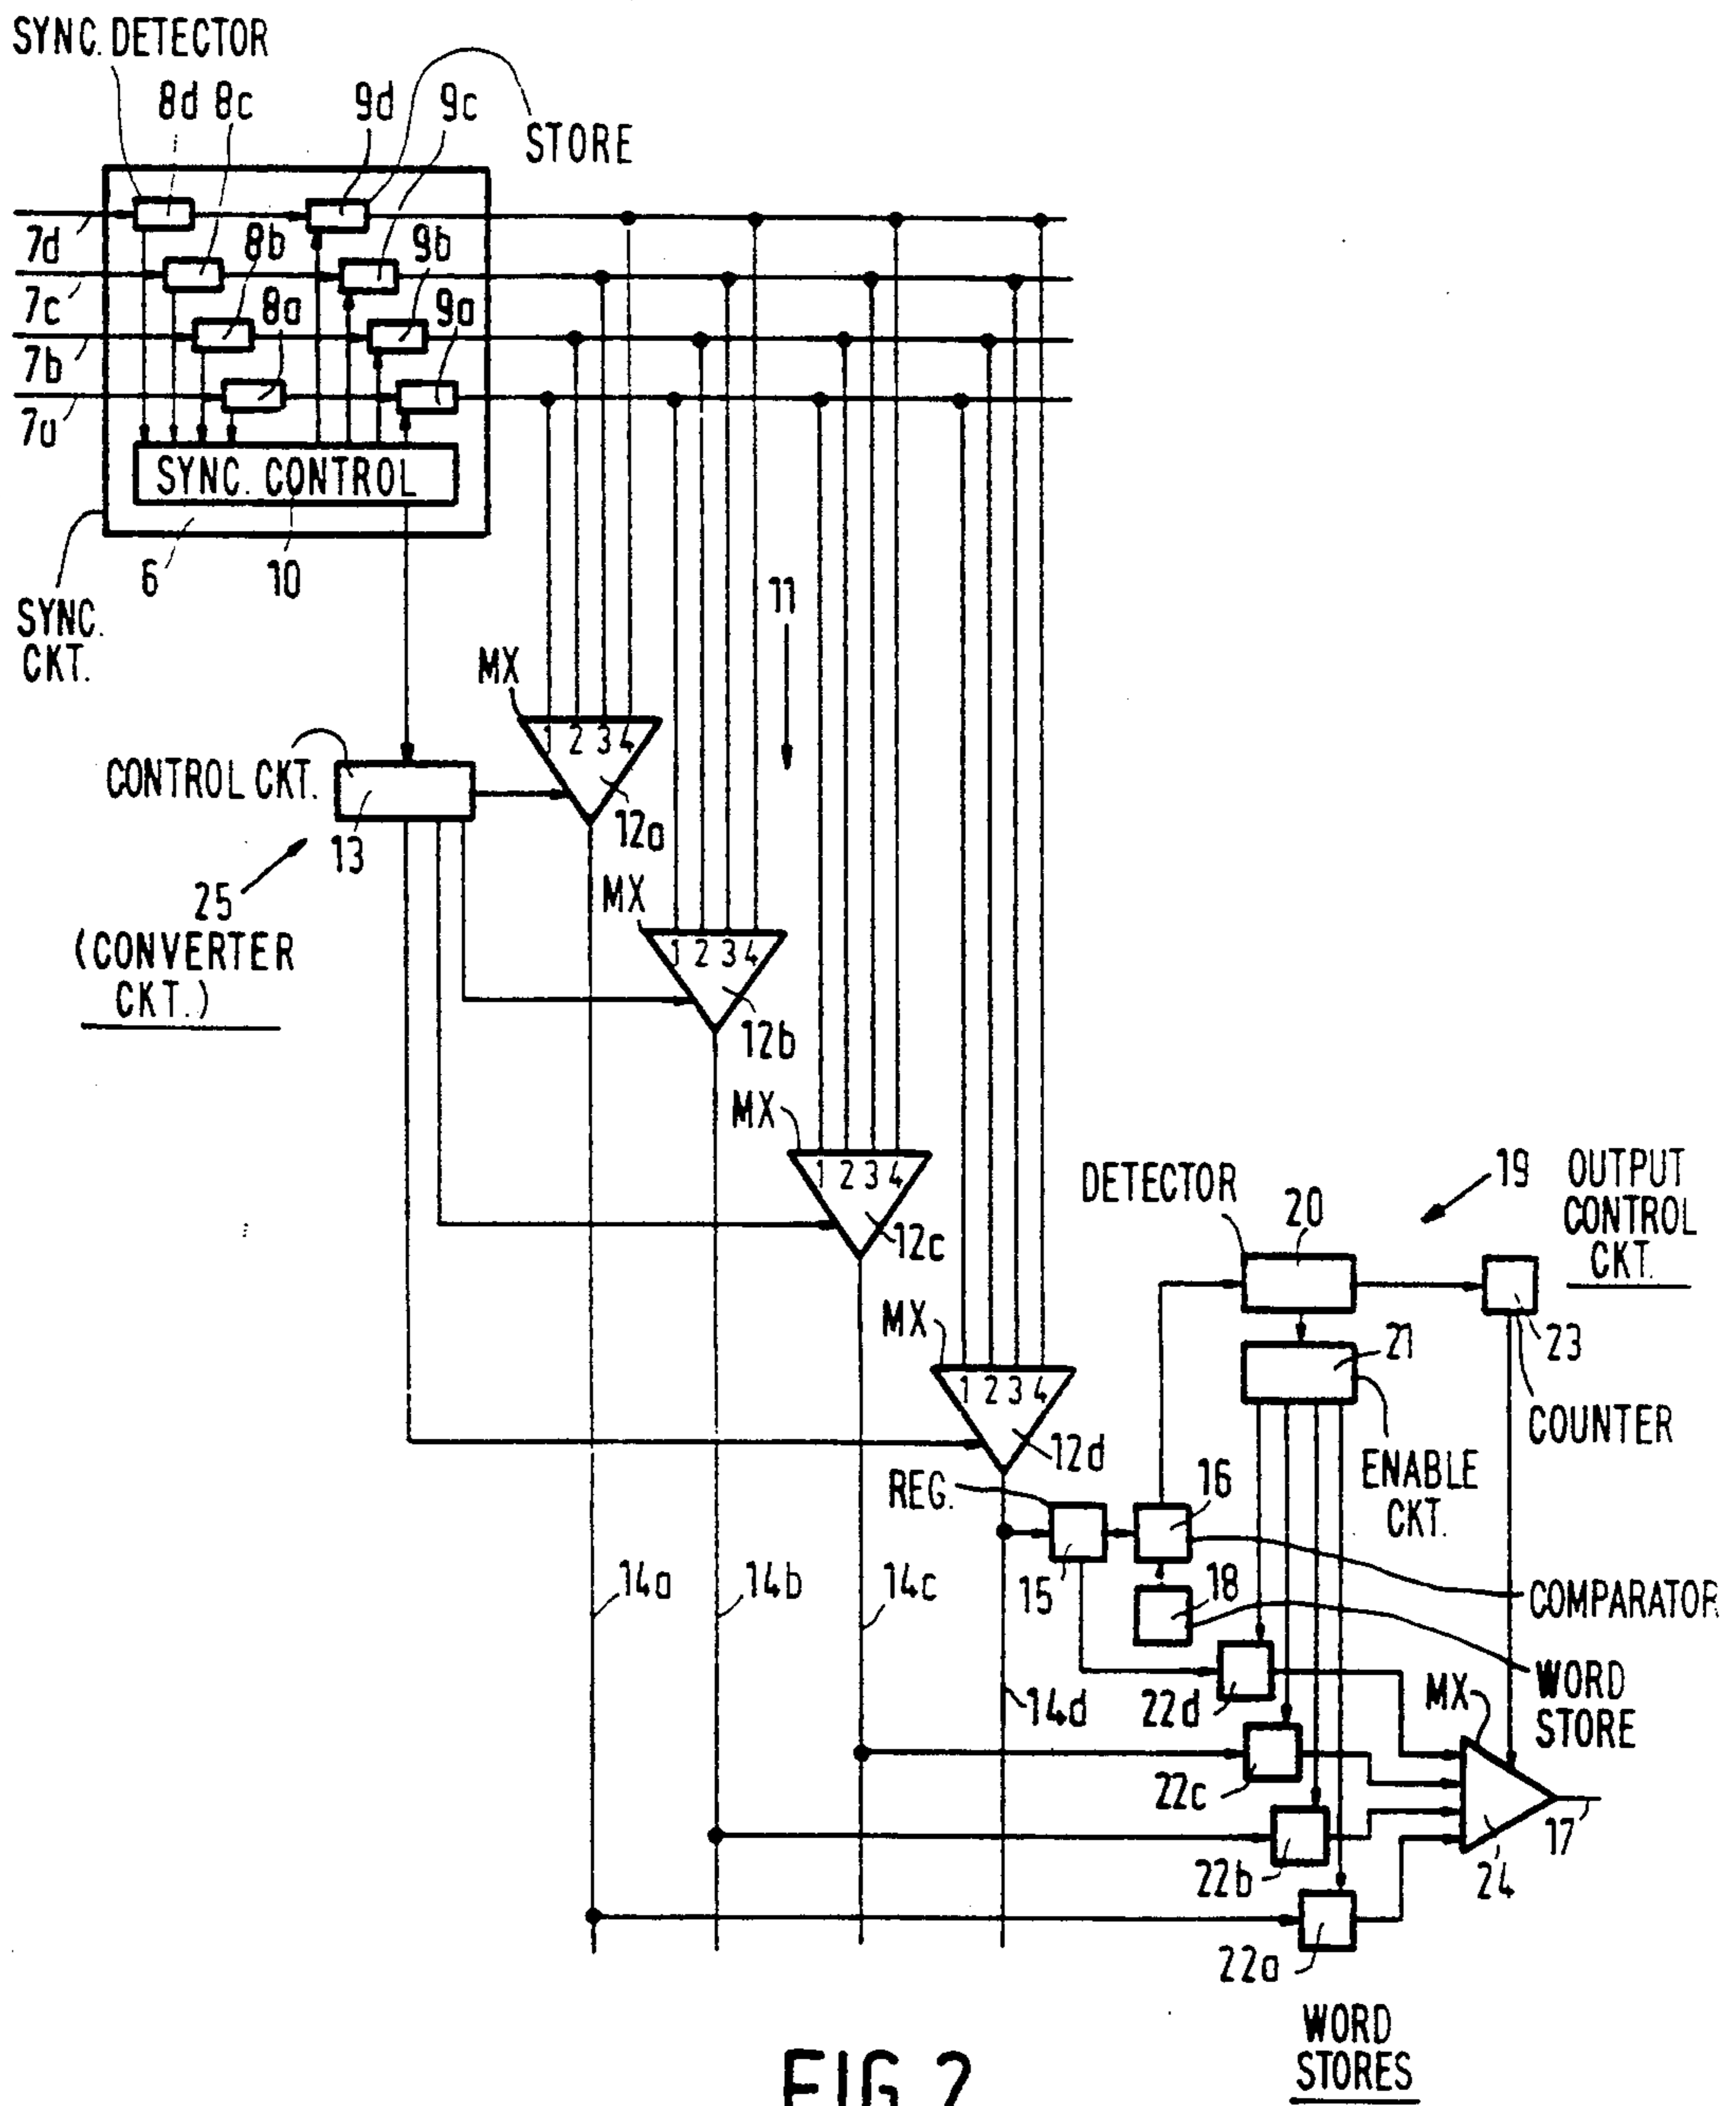 SYNC. DETECTOR
8d 8c 9d 9c
STORE
7d 8b 9b
7c 8a 9a
7b
7a
SYNC. CONTROL
6 10
SYNC.
CKT.
11
MX
1 2 3 4
CONTROL CKT.
13
12a
25
(CONVERTER
CKT.)
MX
1 2 3 4
12b
MX
1 2 3 4
12c
DETECTOR
20
19 OUTPUT
CONTROL
CKT.
MX
1 2 3 4
12d
21
23
COUNTER
ENABLE
CKT.
REG.
16
15
18
COMPARATOR
14a 14b 14c
14d
22d
WORD
STORE
MX
22c
22b
24
17
22a
WORD
STORES
FIG. 2